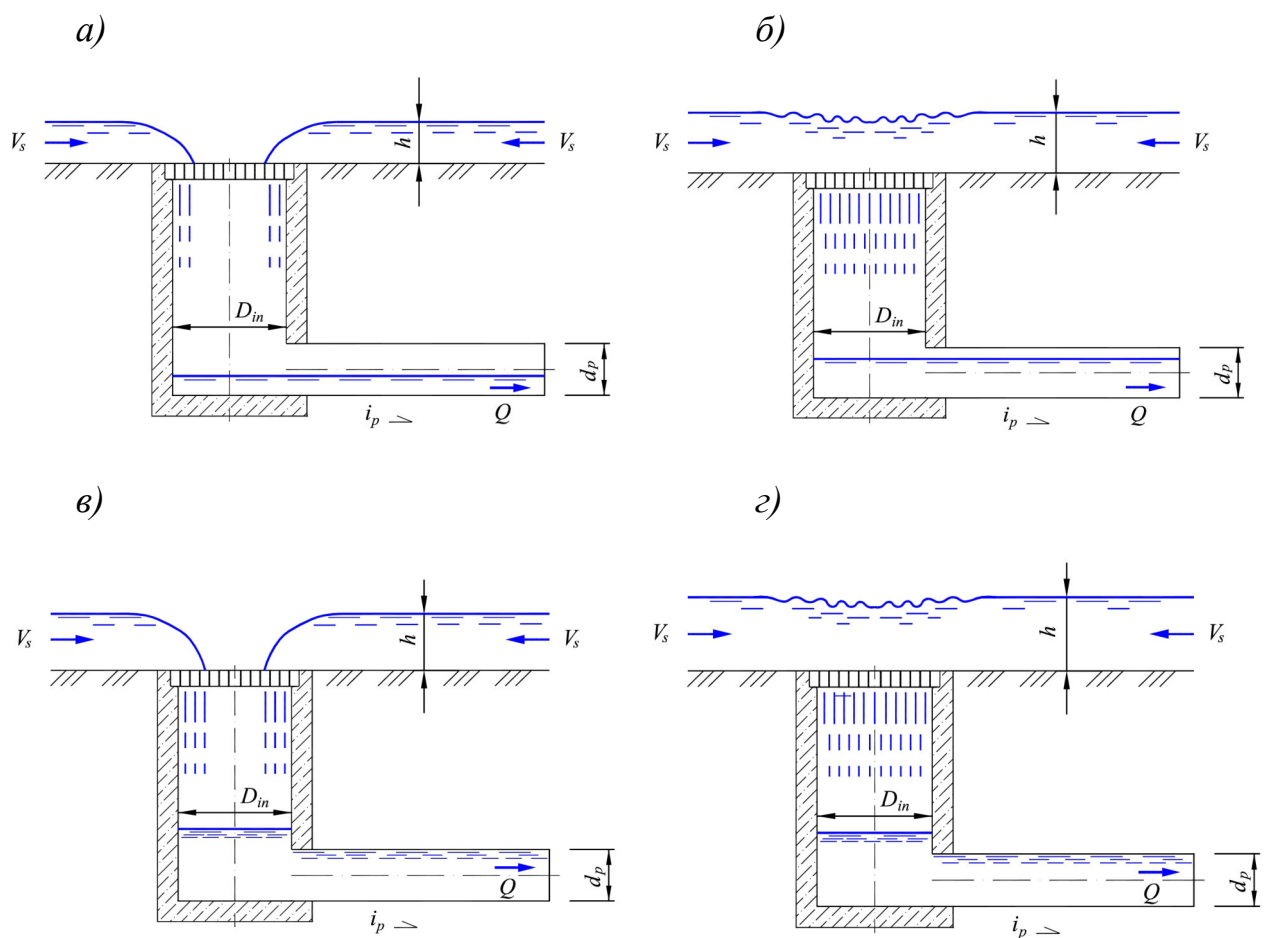 а) б)
V_s h V_s V_s h V_s
D_in D_in
d_p d_p
i_p Q i_p Q
в) г)
V_s h V_s V_s h V_s
D_in D_in
Q d_p Q d_p
i_p i_p